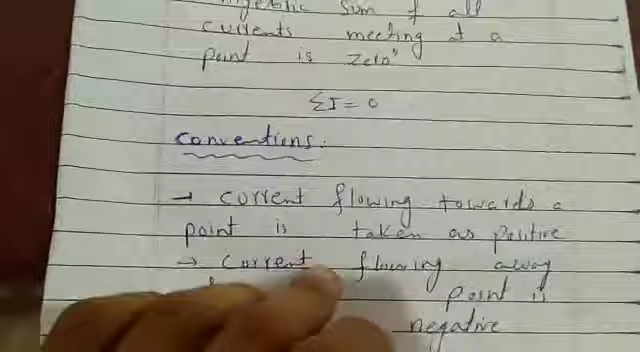 sum of all
currents meeting at a
point is zero"
ΣI = 0
Conventions:
→ current flowing towards a
point is taken as positive
→ current flowing away
point is
negative